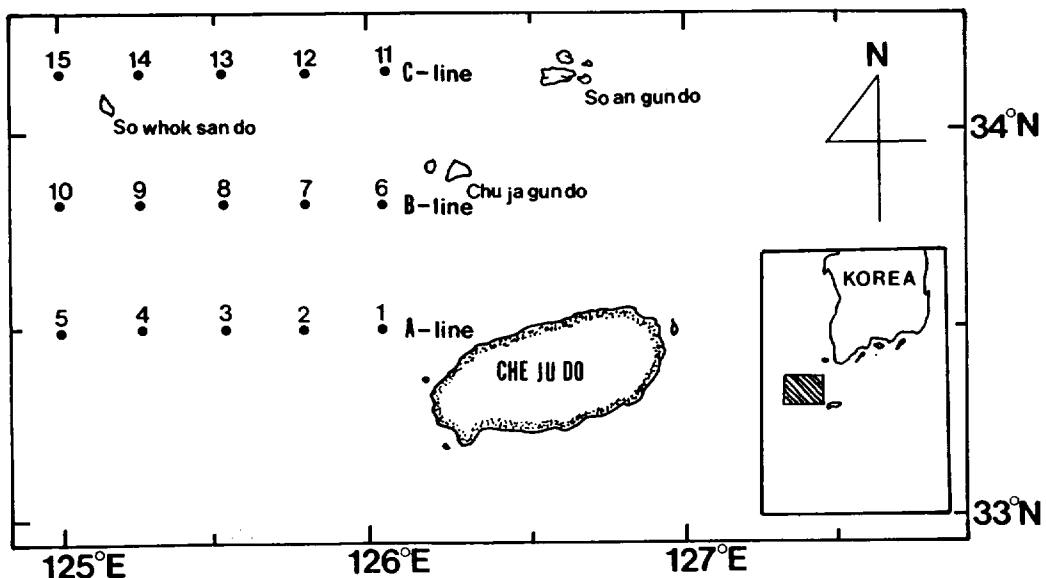 15 14 13 12 11 C-line
So whok san do
So an gun do
N
34°N
10 9 8 7 6 B-line
Chu ja gun do
KOREA
5 4 3 2 1 A-line
CHE JU DO
33°N
125°E 126°E 127°E